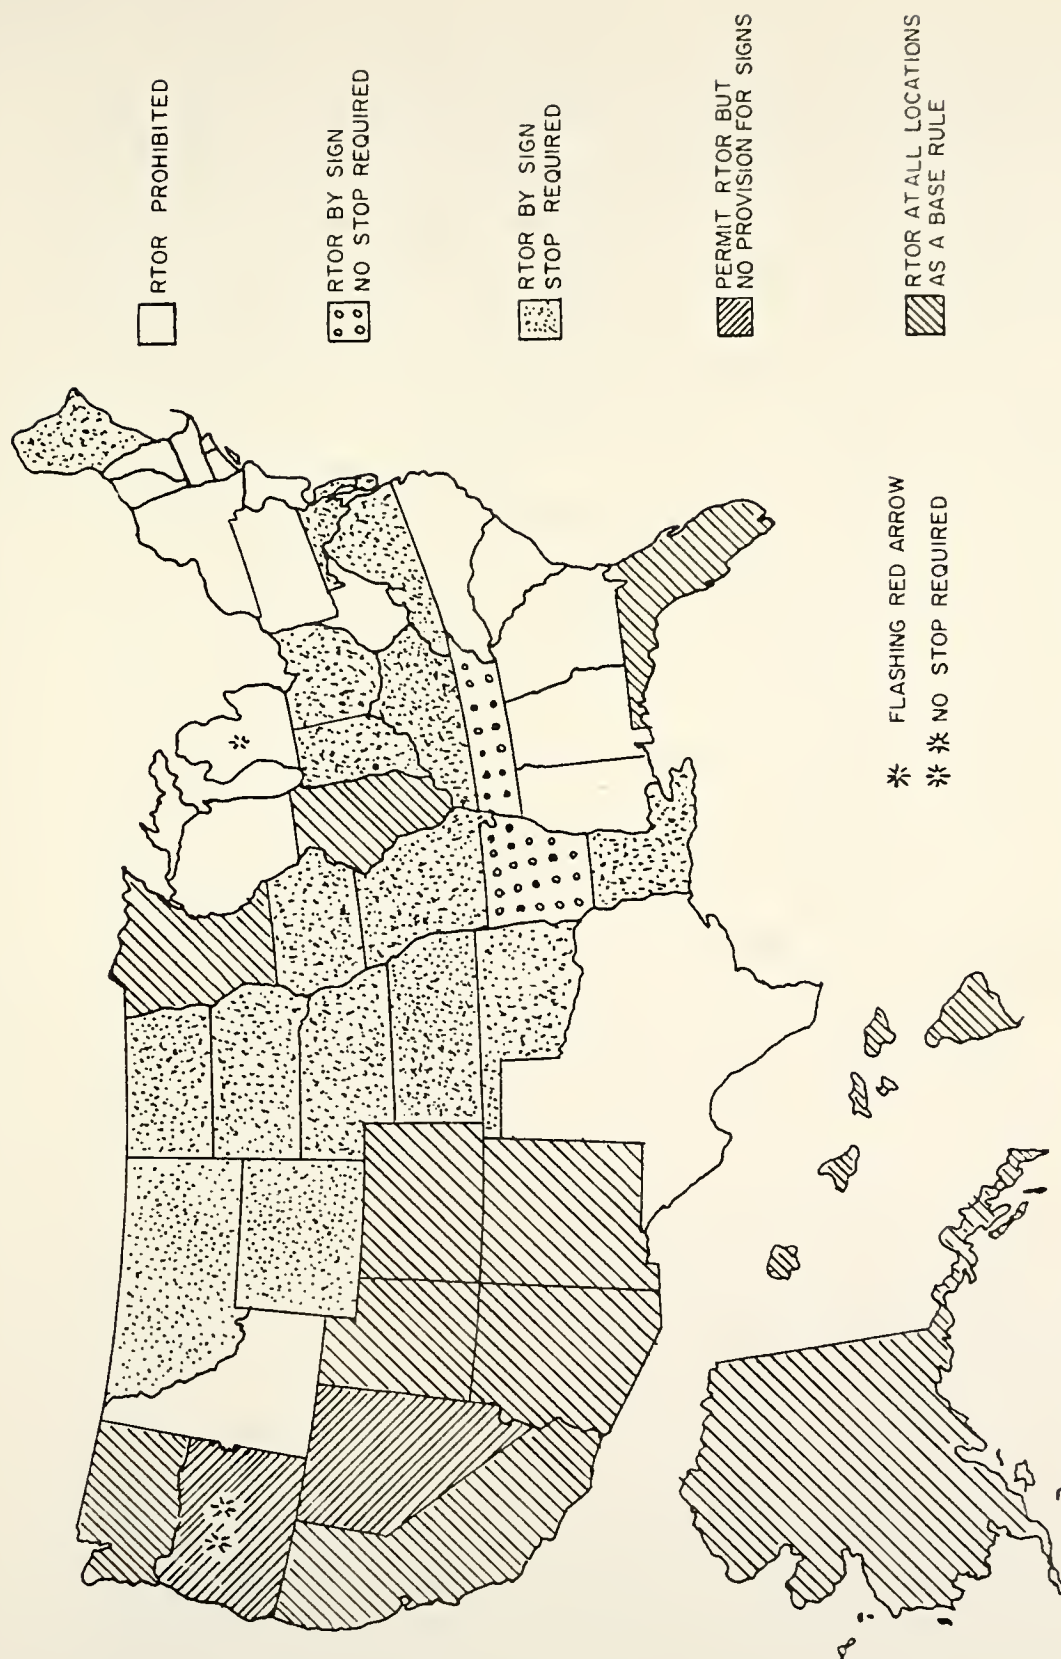 RTOR PROHIBITED
RTOR BY SIGN
NO STOP REQUIRED
RTOR BY SIGN
STOP REQUIRED
PERMIT RTOR BUT
NO PROVISION FOR SIGNS
RTOR AT ALL LOCATIONS
AS A BASE RULE
* FLASHING RED ARROW
** NO STOP REQUIRED